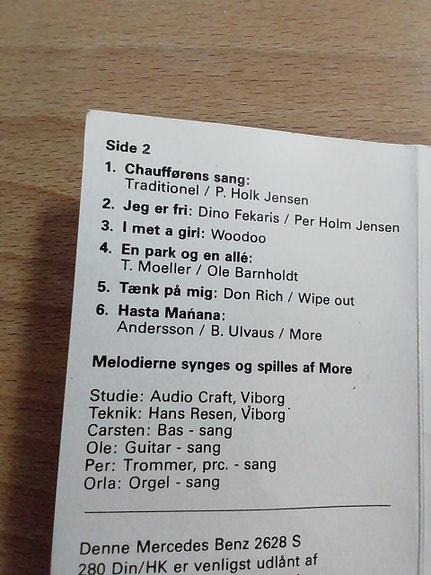 Side 2
1. Chaufførens sang:
Traditionel / P. Holk Jensen
2. Jeg er fri: Dino Fekaris / Per Holm Jensen
3. I met a girl: Woodoo
4. En park og en allé:
T. Moeller / Ole Barnholdt
5. Tænk på mig: Don Rich / Wipe out
6. Hasta Mańana:
Andersson / B. Ulvaus / More
Melodierne synges og spilles af More
Studie: Audio Craft, Viborg
Teknik: Hans Resen, Viborg
Carsten: Bas - sang
Ole: Guitar - sang
Per: Trommer, prc. - sang
Orla: Orgel - sang
Denne Mercedes Benz 2628 S
280 Din/HK er venligst udlånt af